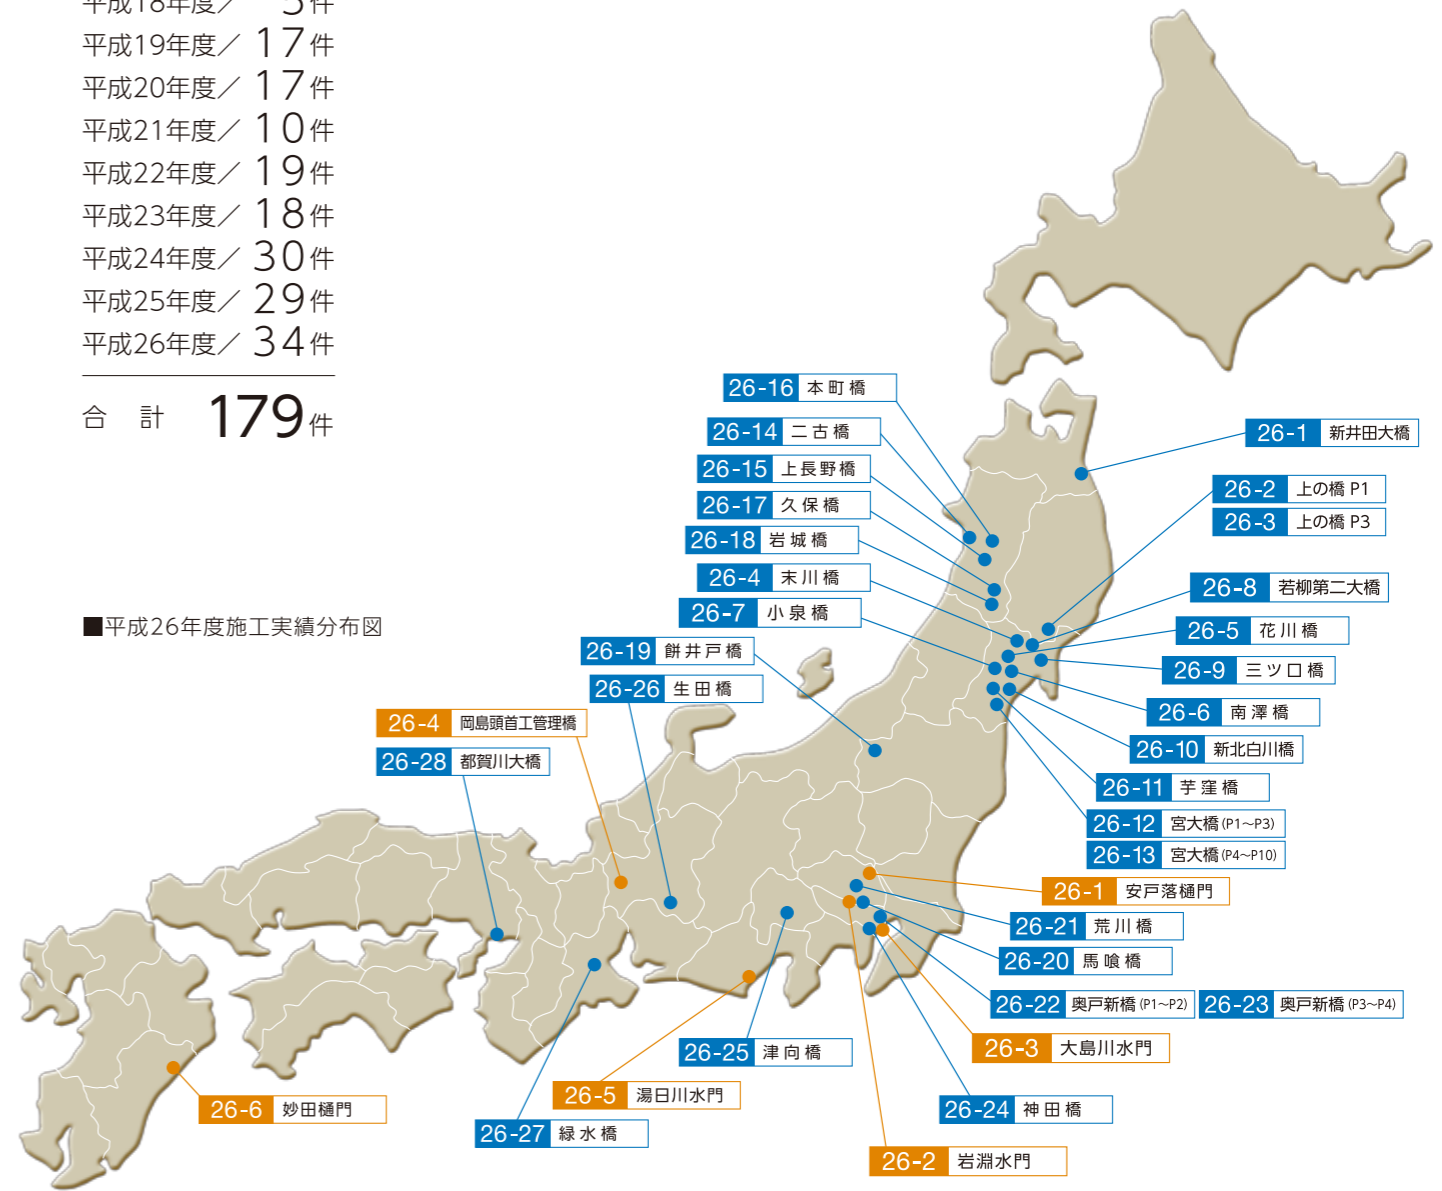 平成18年度／ 5件
平成19年度／ 17件
平成20年度／ 17件
平成21年度／ 10件
平成22年度／ 19件
平成23年度／ 18件
平成24年度／ 30件
平成25年度／ 29件
平成26年度／ 34件
合 計 179件
■平成26年度施工実績分布図
26-16 本町橋
26-14 二古橋
26-15 上長野橋
26-17 久保橋
26-18 岩城橋
26-4 末川橋
26-7 小泉橋
26-19 餅井戸橋
26-26 生田橋
26-4 岡島頭首工管理橋
26-28 都賀川大橋
26-1 新井田大橋
26-2 上の橋 P1
26-3 上の橋 P3
26-8 若柳第二大橋
26-5 花川橋
26-9 三ツ口橋
26-6 南澤橋
26-10 新北白川橋
26-11 芋窪橋
26-12 宮大橋(P1～P3)
26-13 宮大橋(P4～P10)
26-1 安戸落樋門
26-21 荒川橋
26-20 馬喰橋
26-22 奥戸新橋(P1～P2) 26-23 奥戸新橋(P3～P4)
26-3 大島川水門
26-25 津向橋
26-5 湯日川水門
26-24 神田橋
26-6 妙田樋門
26-27 緑水橋
26-2 岩淵水門